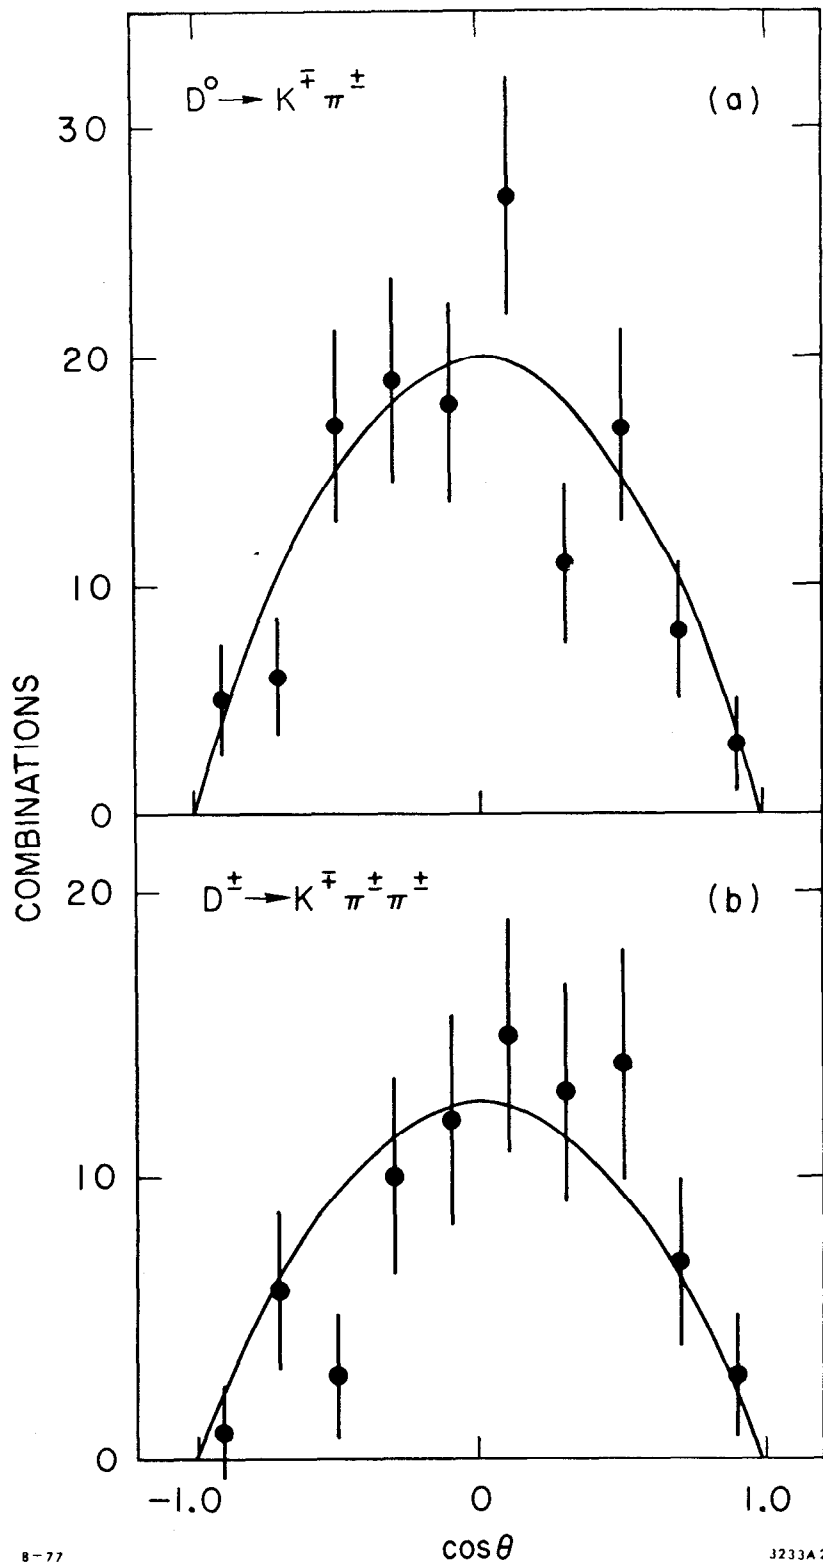 D⁰→ K∓ π±
(a)
30
20
10
0
COMBINATIONS
D±→K∓ π± π±
(b)
20
10
0
-1.0
0
1.0
cosθ
8-77
3233A2